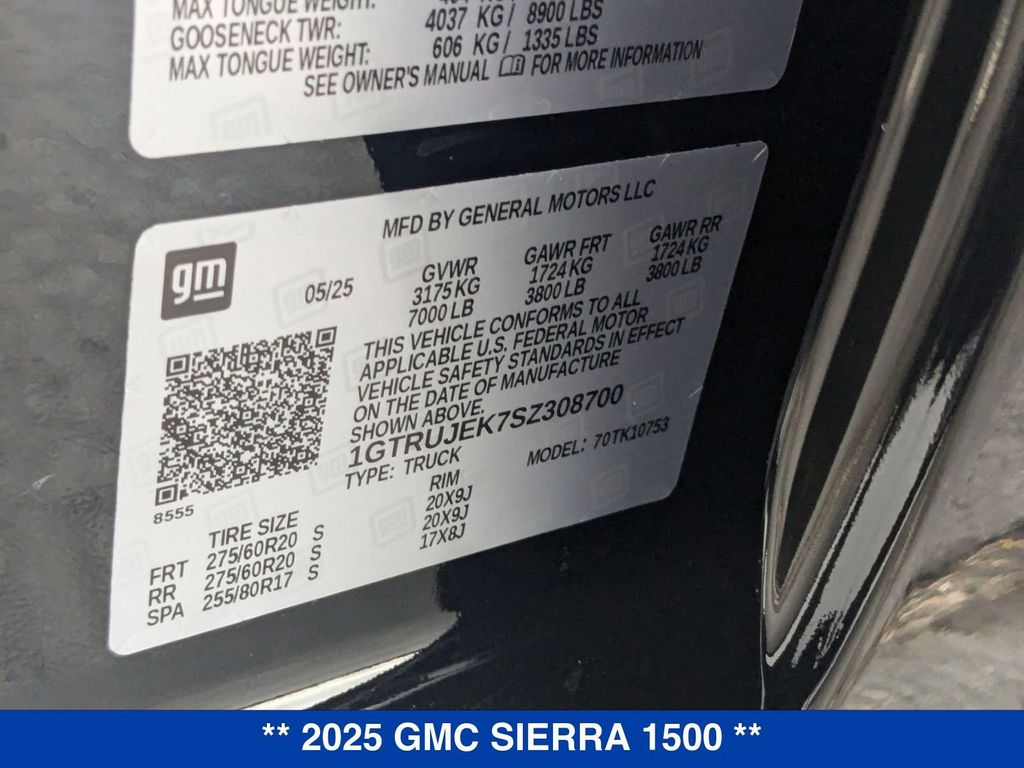 MAX TONGUE WEIGHT:
GOOSENECK TWR: 4037 KG / 8900 LBS
MAX TONGUE WEIGHT: 606 KG / 1335 LBS
SEE OWNER'S MANUAL FOR MORE INFORMATION
MFD BY GENERAL MOTORS LLC
gm
05/25
GVWR GAWR FRT GAWR RR
3175 KG 1724 KG 1724 KG
7000 LB 3800 LB 3800 LB
THIS VEHICLE CONFORMS TO ALL
APPLICABLE U.S. FEDERAL MOTOR
VEHICLE SAFETY STANDARDS IN EFFECT
ON THE DATE OF MANUFACTURE
SHOWN ABOVE.
1GTRUJEK7SZ308700
TYPE: TRUCK MODEL: 70TK10753
8555
TIRE SIZE RIM
FRT 275/60R20 S 20X9J
RR 275/60R20 S 20X9J
SPA 255/80R17 S 17X8J
** 2025 GMC SIERRA 1500 **